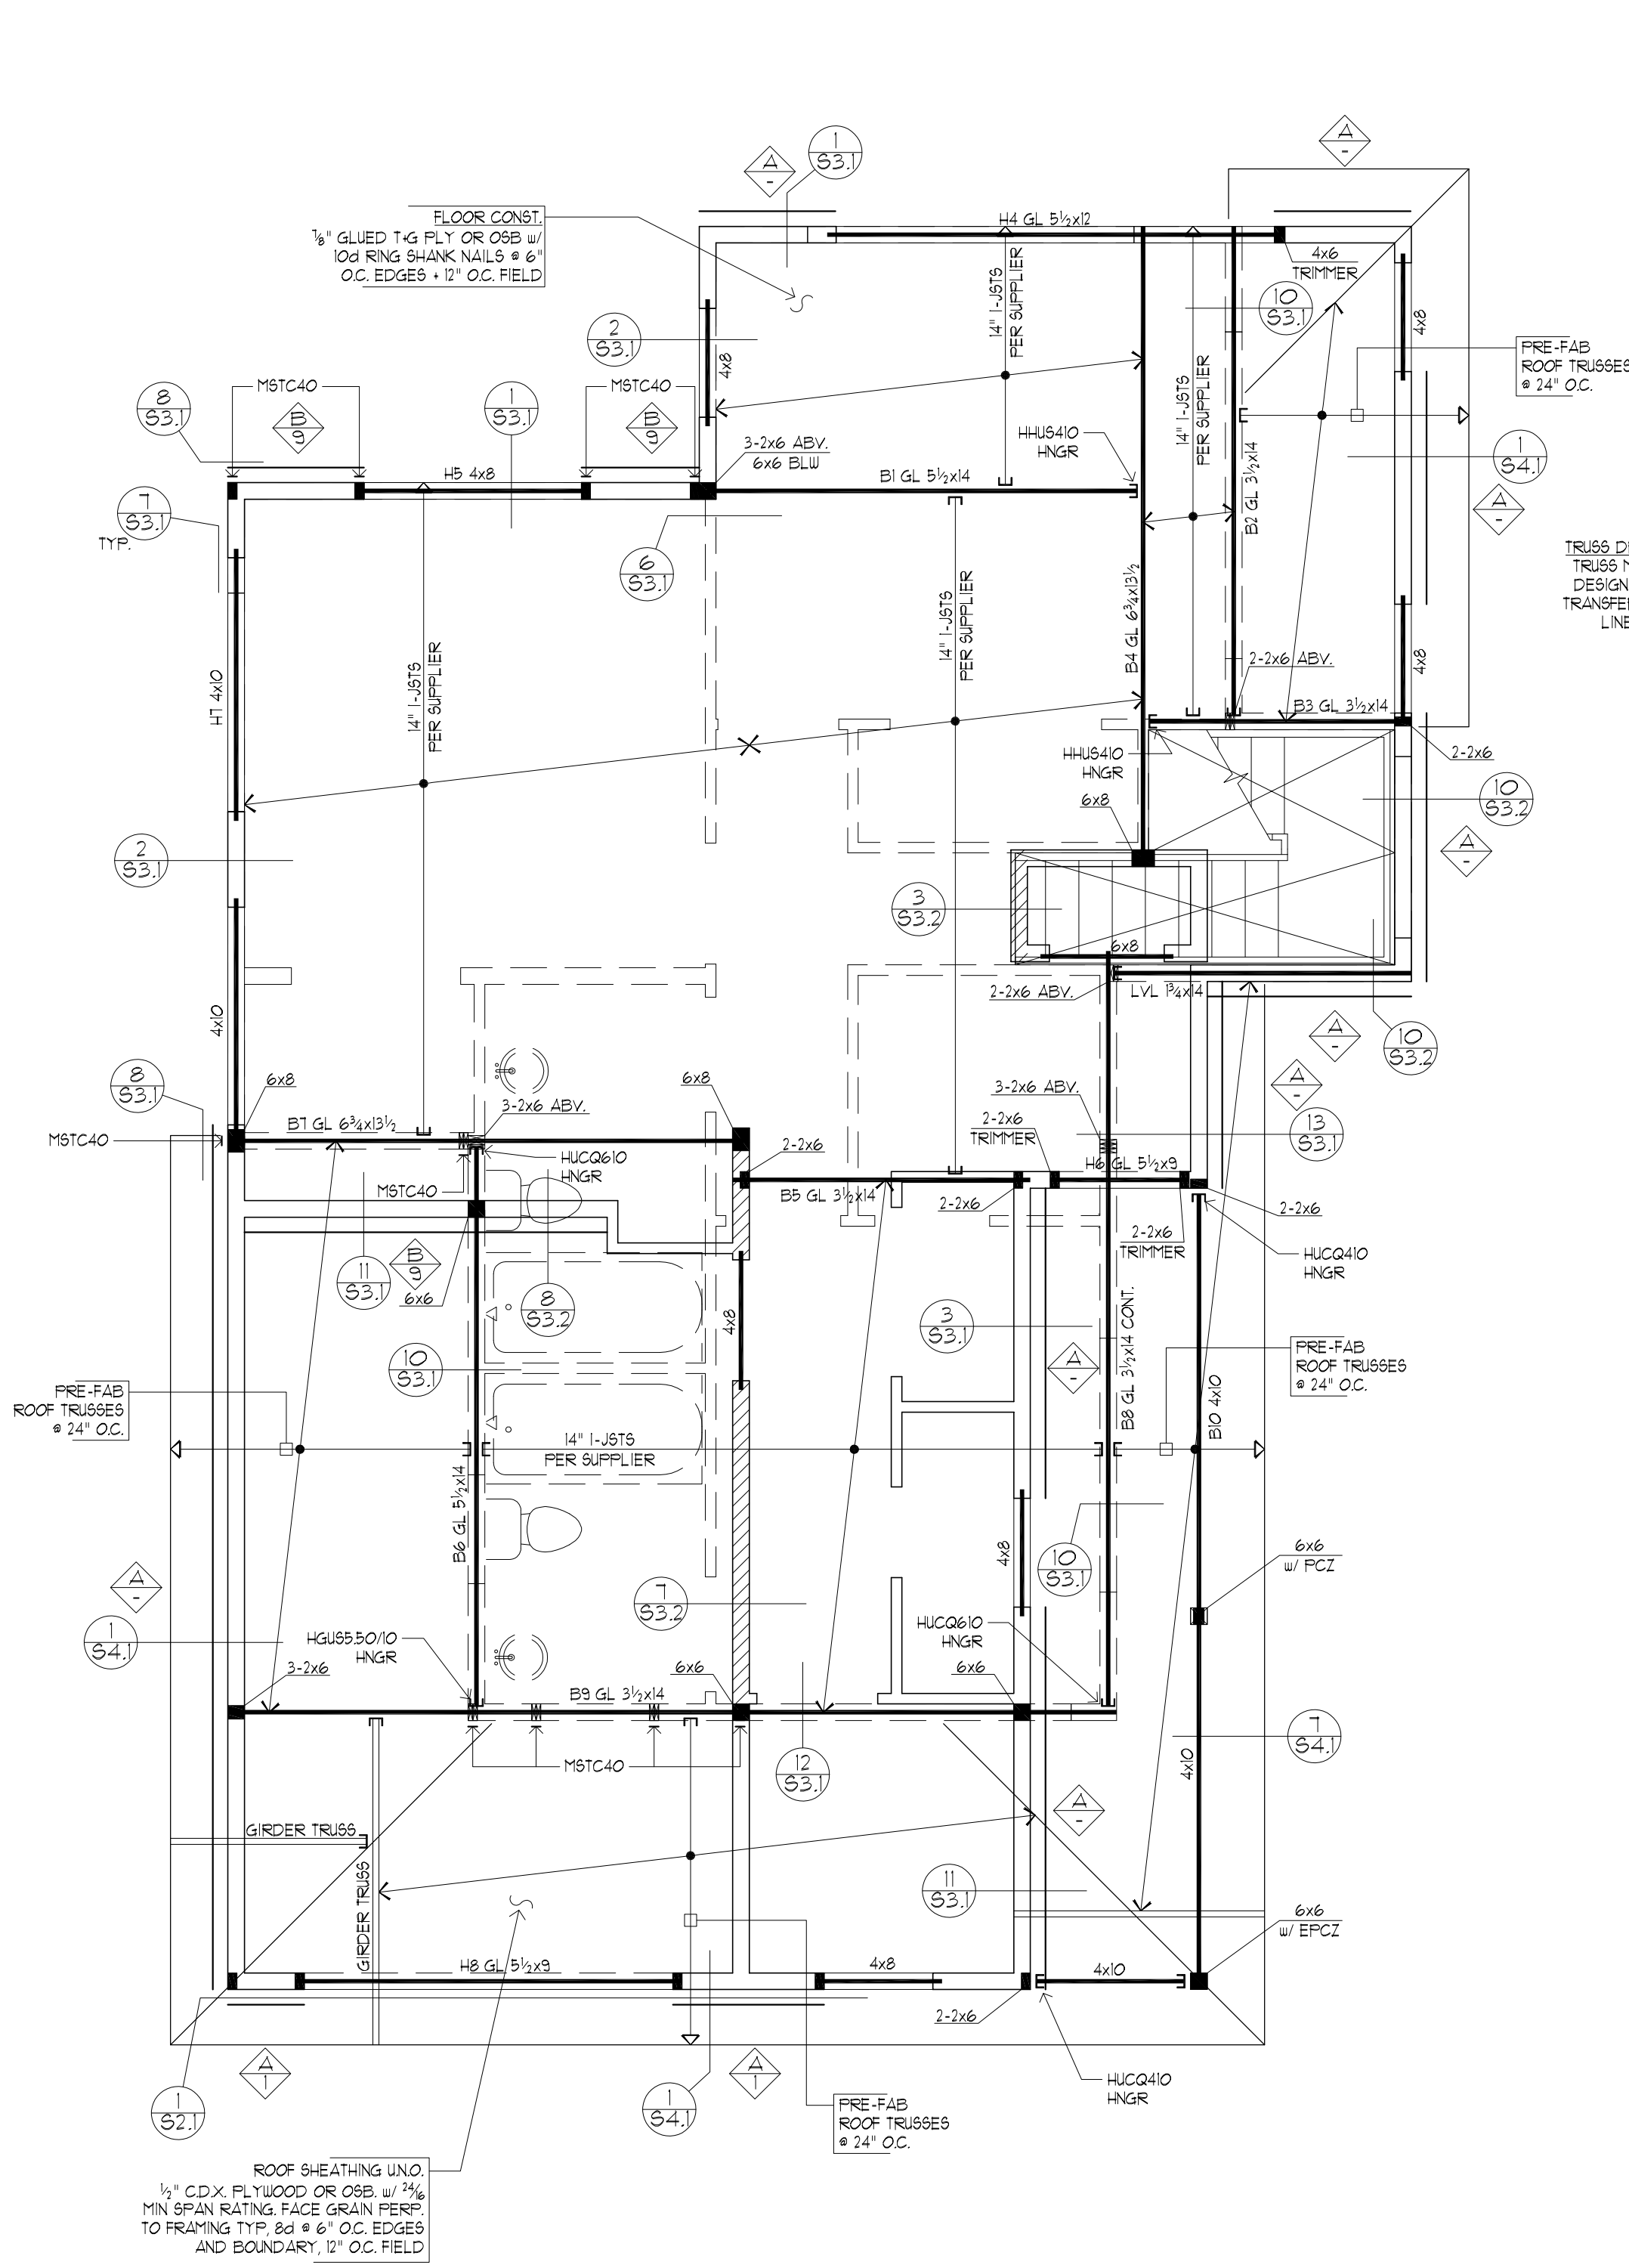 A
-
1
S3.1
A
-
FLOOR CONST.
7/8" GLUED T+G PLY OR OSB w/
10d RING SHANK NAILS @ 6"
O.C. EDGES + 12" O.C. FIELD
H4 GL 5½x12
4x6
TRIMMER
14" I-JSTS
PER SUPPLIER
10
S3.1
2
S3.1
4x8
4x8
PRE-FAB
ROOF TRUSSES
@ 24" O.C.
14" I-JSTS
PER SUPPLIER
8
S3.1
MSTC40
B
9
1
S3.1
MSTC40
B
9
3-2x6 ABV.
6x6 BLW
HHUS410
HNGR
1
S4.1
H5 4x8
B1 GL 5½x14
B2 GL 3½x14
A
-
7
S3.1
TYP.
6
S3.1
TRUSS D
TRUSS M
DESIGN
TRANSFE
LINE
14" I-JSTS
PER SUPPLIER
B4 GL 6¾x13½
H7 4x10
14" I-JSTS
PER SUPPLIER
2-2x6 ABV.
4x8
B3 GL 3½x14
HHUS410
HNGR
2-2x6
6x8
10
S3.2
2
S3.1
A
-
3
S3.2
6x8
4x10
2-2x6 ABV.
LVL 1¾x14
A
-
10
S3.2
8
S3.1
6x8
6x8
3-2x6 ABV.
A
-
MSTC40
B7 GL 6¾x13½
3-2x6 ABV.
2-2x6
TRIMMER
13
S3.1
HUCQ610
HNGR
2-2x6
H6 GL 5½x9
MSTC40
B5 GL 3½x14
2-2x6
2-2x6
2-2x6
TRIMMER
HUCQ410
HNGR
11
S3.1
B
9
6x6
8
S3.2
4x8
3
S3.1
B8 GL 3½x14 CONT.
10
S3.1
A
-
PRE-FAB
ROOF TRUSSES
@ 24" O.C.
PRE-FAB
ROOF TRUSSES
@ 24" O.C.
B10 4x10
14" I-JSTS
PER SUPPLIER
B6 GL 5½x14
4x8
10
S3.1
6x6
w/ PCZ
A
-
7
S3.2
1
S4.1
HGUS5.50/10
HNGR
HUCQ610
HNGR
3-2x6
6x6
6x6
B9 GL 3½x14
7
S4.1
MSTC40
12
S3.1
4x10
A
-
GIRDER TRUSS
GIRDER TRUSS
11
S3.1
6x6
w/ EPCZ
H8 GL 5½x9
4x8
4x10
2-2x6
A
1
A
1
HUCQ410
HNGR
1
S2.1
1
S4.1
PRE-FAB
ROOF TRUSSES
@ 24" O.C.
ROOF SHEATHING U.N.O.
½" C.D.X. PLYWOOD OR OSB. w/ 24/16
MIN SPAN RATING. FACE GRAIN PERP.
TO FRAMING TYP, 8d @ 6" O.C. EDGES
AND BOUNDARY, 12" O.C. FIELD